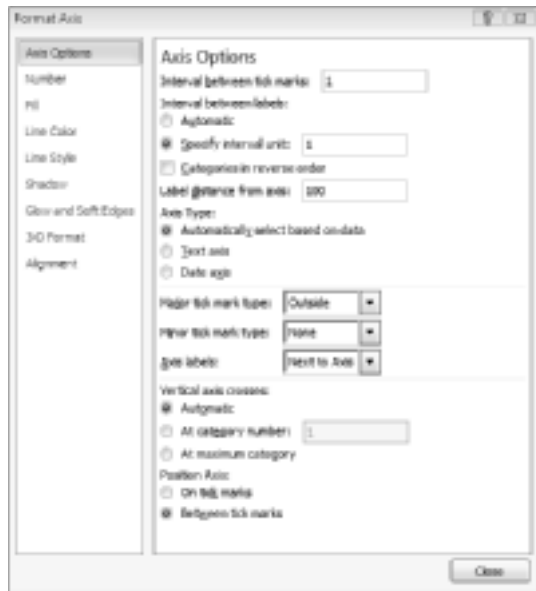 Format Axis
Axis Options
Number
Fill
Line Color
Line Style
Shadow
Glow and Soft Edges
3-D Format
Alignment
Axis Options
Interval between tick marks: 1
Interval between labels:
Automatic
Specify interval unit: 1
Categories in reverse order
Label distance from axis: 100
Axis Type:
Automatically select based on data
Text axis
Date axis
Major tick mark type: Outside
Minor tick mark type: None
Axis labels: Next to Axis
Vertical axis crosses:
Automatic
At category number: 1
At maximum category
Position Axis:
On tick marks
Between tick marks
Close